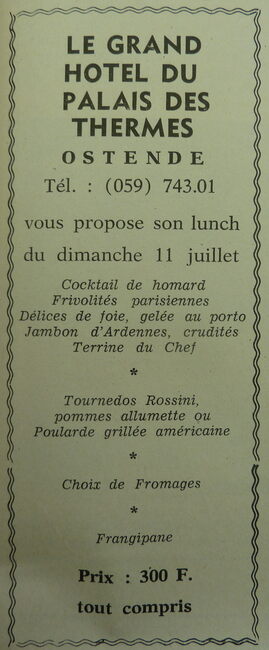 LE GRAND
HOTEL DU
PALAIS DES
THERMES
OSTENDE
Tél. : (059) 743.01
vous propose son lunch
du dimanche 11 juillet
Cocktail de homard
Frivolités parisiennes
Délices de foie, gelée au porto
Jambon d'Ardennes, crudités
Terrine du Chef
*
Tournedos Rossini,
pommes allumette ou
Poularde grillée américaine
*
Choix de Fromages
*
Frangipane
Prix : 300 F.
tout compris